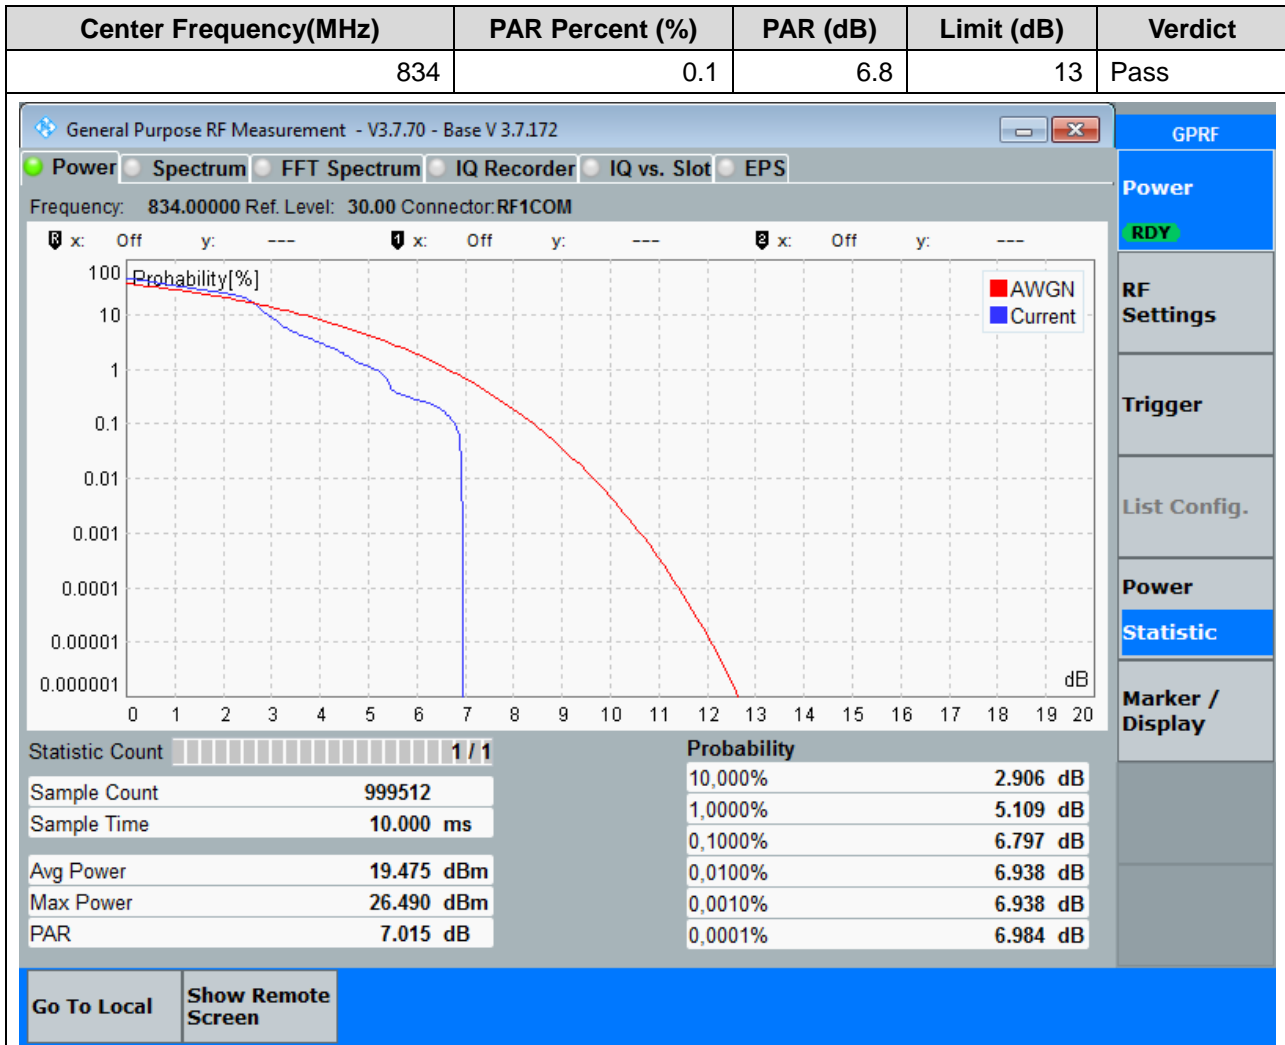 Center Frequency(MHz) PAR Percent (%) PAR (dB) Limit (dB) Verdict
834 0.1 6.8 13 Pass
General Purpose RF Measurement - V3.7.70 - Base V 3.7.172
GPRF
Power Spectrum FFT Spectrum IQ Recorder IQ vs. Slot EPS
Power
RDY
Frequency: 834.00000 Ref. Level: 30.00 Connector: RF1COM
R x: Off y: --- 1 x: Off y: --- 2 x: Off y: ---
Probability[%]
100
10
1
0.1
0.01
0.001
0.0001
0.00001
0.000001
AWGN
Current
dB
0 1 2 3 4 5 6 7 8 9 10 11 12 13 14 15 16 17 18 19 20
RF
Settings
Trigger
List Config.
Power
Statistic
Marker /
Display
Statistic Count 1 / 1
Sample Count 999512
Sample Time 10.000 ms
Avg Power 19.475 dBm
Max Power 26.490 dBm
PAR 7.015 dB
Probability
10,000% 2.906 dB
1,0000% 5.109 dB
0,1000% 6.797 dB
0,0100% 6.938 dB
0,0010% 6.938 dB
0,0001% 6.984 dB
Go To Local
Show Remote
Screen